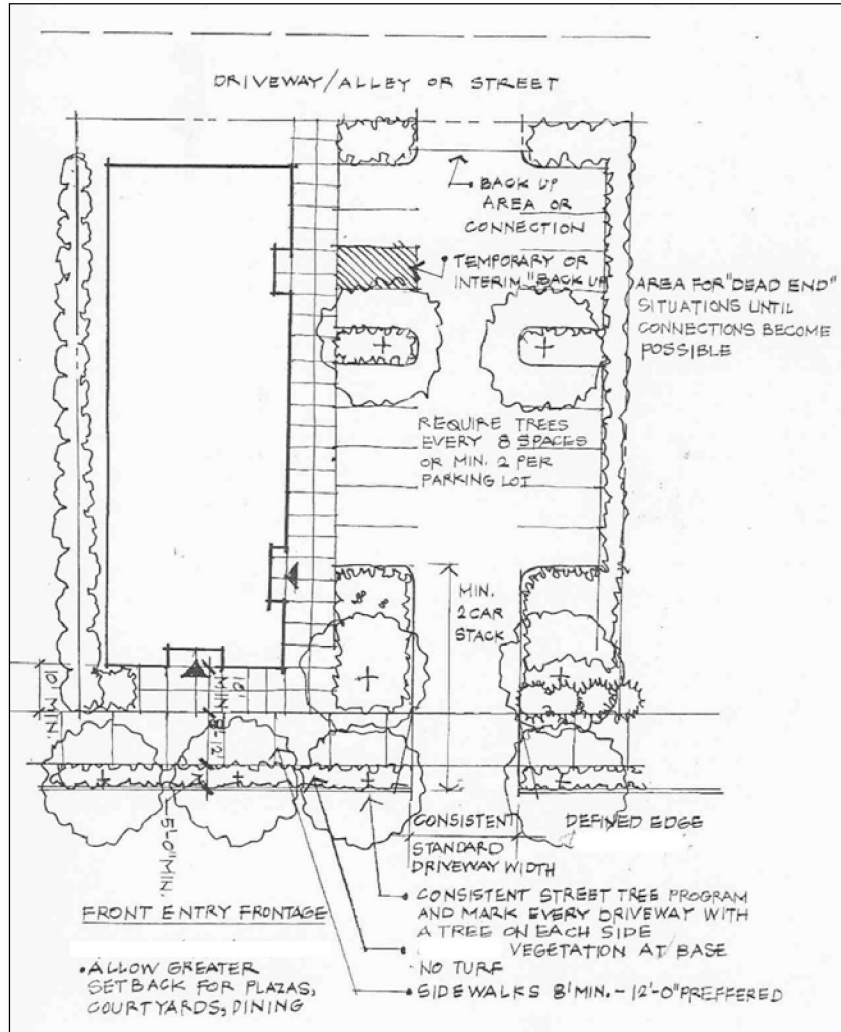 DRIVEWAY/ALLEY OR STREET
BACK UP
AREA OR
CONNECTION
TEMPORARY OR
INTERIM "BACK UP
AREA FOR "DEAD END"
SITUATIONS UNTIL
CONNECTIONS BECOME
POSSIBLE
REQUIRE TREES
EVERY 8 SPACES
OR MIN. 2 PER
PARKING LOT
MIN.
2 CAR
STACK
10' MIN.
10'
MIN.
8-12'
5'-0" MIN.
CONSISTENT
STANDARD
DRIVEWAY WIDTH
DEFINED EDGE
• CONSISTENT STREET TREE PROGRAM
AND MARK EVERY DRIVEWAY WITH
A TREE ON EACH SIDE
VEGETATION AT BASE
NO TURF
• SIDEWALKS 8' MIN. - 12'-0" PREFFERED
FRONT ENTRY FRONTAGE
• ALLOW GREATER
SETBACK FOR PLAZAS,
COURTYARDS, DINING